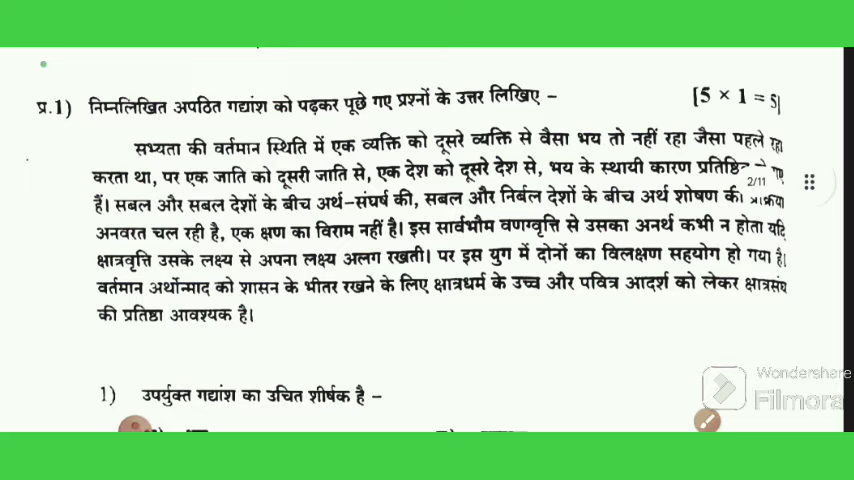 प्र.1) निम्नलिखित अपठित गद्यांश को पढ़कर पूछे गए प्रश्नों के उत्तर लिखिए – [5 × 1 = 5]
सभ्यता की वर्तमान स्थिति में एक व्यक्ति को दूसरे व्यक्ति से वैसा भय तो नहीं रहा जैसा पहले रहा
करता था, पर एक जाति को दूसरी जाति से, एक देश को दूसरे देश से, भय के स्थायी कारण
2/11
हैं। सबल और सबल देशों के बीच अर्थ-संघर्ष की, सबल और निर्बल देशों के बीच अर्थ शोषण की
अनवरत चल रही है, एक क्षण का विराम नहीं है। इस सार्वभौम वणग्वृत्ति से उसका अनर्थ कभी न होता यदि
क्षात्रवृत्ति उसके लक्ष्य से अपना लक्ष्य अलग रखती। पर इस युग में दोनों का विलक्षण सहयोग हो गया है।
वर्तमान अर्थोन्माद को शासन के भीतर रखने के लिए क्षात्रधर्म के उच्च और पवित्र आदर्श को लेकर क्षात्रसंघ
की प्रतिष्ठा आवश्यक है।
1) उपर्युक्त गद्यांश का उचित शीर्षक है –
Wondershare
Filmora